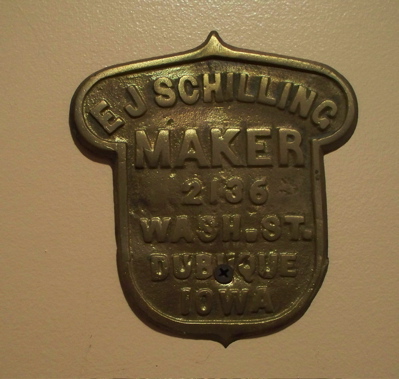 E J SCHILLING
MAKER
2136
WASH. ST.
DUBUQUE
IOWA